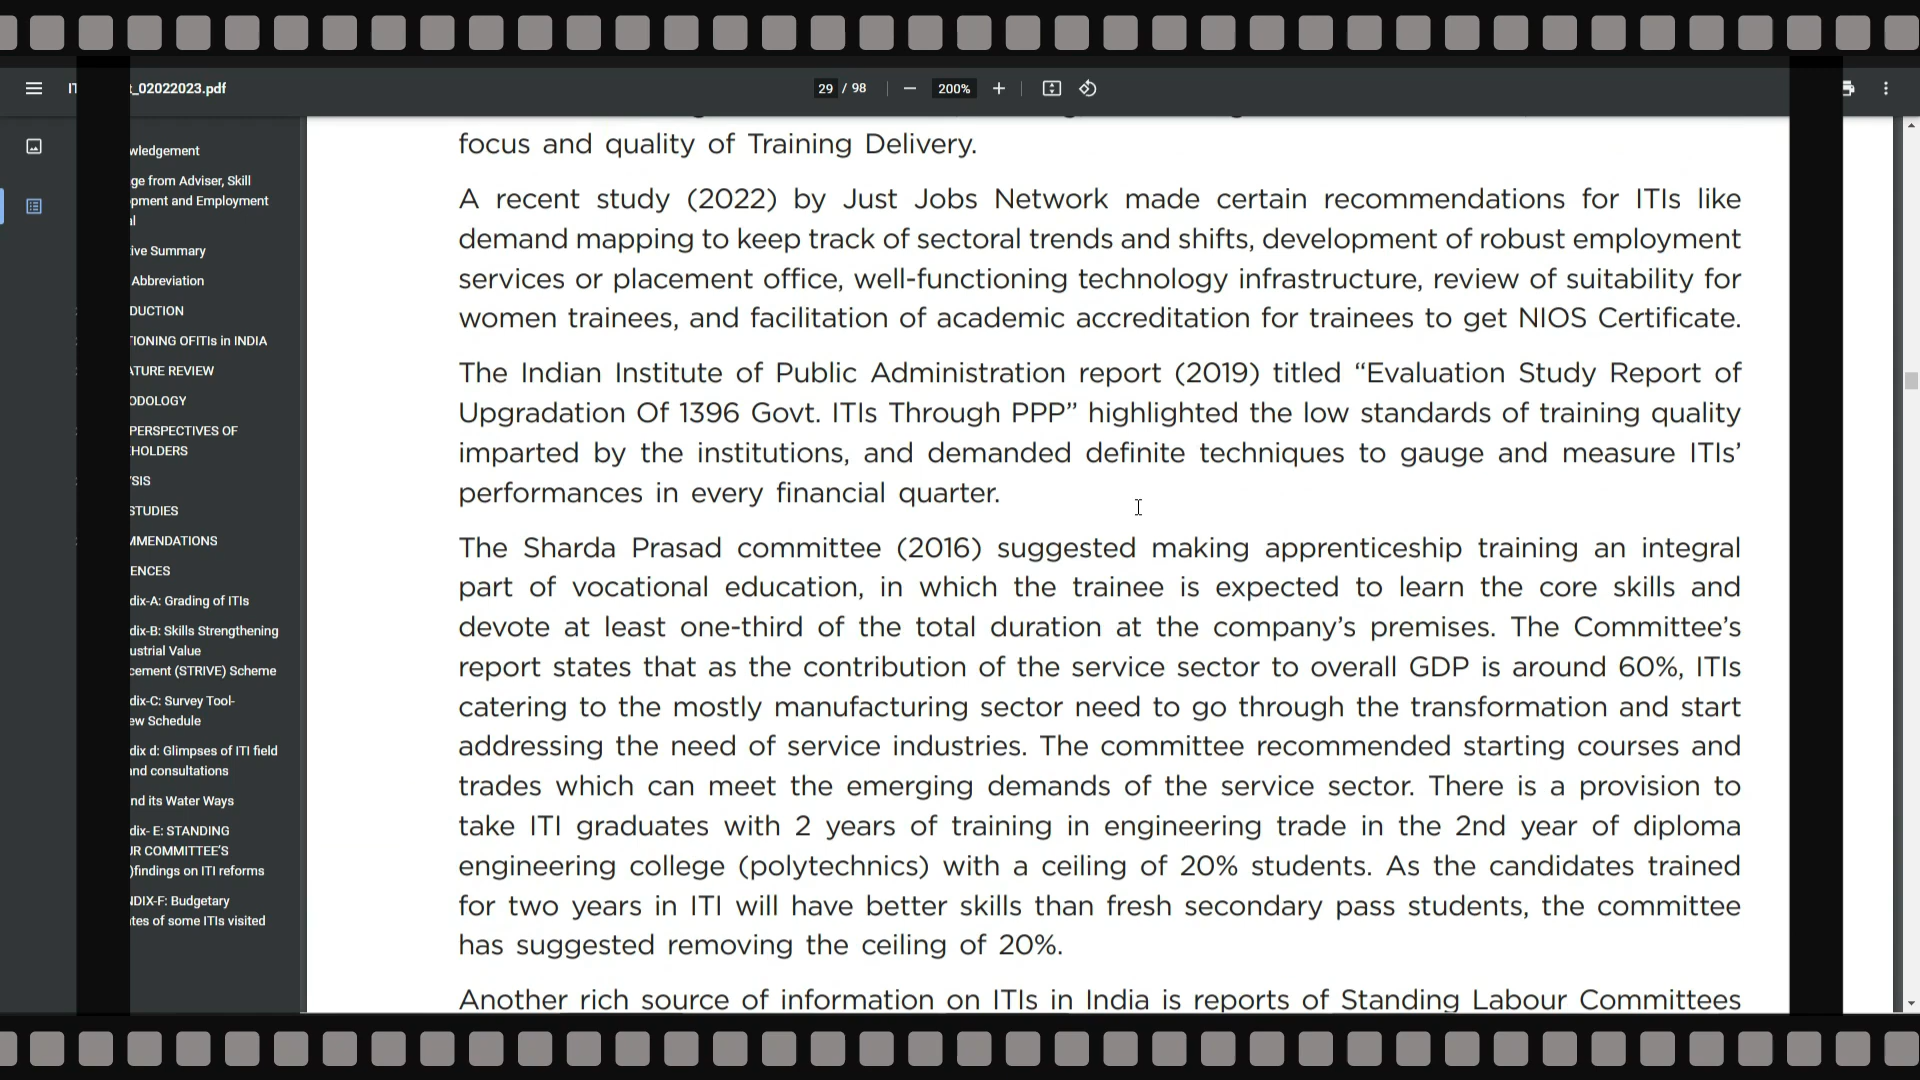 IT
t_02022023.pdf
29 / 98
200%
wledgement
ge from Adviser, Skill
opment and Employment
al
tive Summary
Abbreviation
DUCTION
TIONING OFITIs in INDIA
ATURE REVIEW
ODOLOGY
PERSPECTIVES OF
EHOLDERS
YSIS
STUDIES
MMENDATIONS
ENCES
dix-A: Grading of ITIs
dix-B: Skills Strengthening
ustrial Value
cement (STRIVE) Scheme
dix-C: Survey Tool-
ew Schedule
dix d: Glimpses of ITI field
and consultations
nd its Water Ways
dix- E: STANDING
UR COMMITTEE'S
)findings on ITI reforms
NDIX-F: Budgetary
ates of some ITIs visited
focus and quality of Training Delivery.
A recent study (2022) by Just Jobs Network made certain recommendations for ITIs like
demand mapping to keep track of sectoral trends and shifts, development of robust employment
services or placement office, well-functioning technology infrastructure, review of suitability for
women trainees, and facilitation of academic accreditation for trainees to get NIOS Certificate.
The Indian Institute of Public Administration report (2019) titled “Evaluation Study Report of
Upgradation Of 1396 Govt. ITIs Through PPP” highlighted the low standards of training quality
imparted by the institutions, and demanded definite techniques to gauge and measure ITIs’
performances in every financial quarter.
The Sharda Prasad committee (2016) suggested making apprenticeship training an integral
part of vocational education, in which the trainee is expected to learn the core skills and
devote at least one-third of the total duration at the company’s premises. The Committee’s
report states that as the contribution of the service sector to overall GDP is around 60%, ITIs
catering to the mostly manufacturing sector need to go through the transformation and start
addressing the need of service industries. The committee recommended starting courses and
trades which can meet the emerging demands of the service sector. There is a provision to
take ITI graduates with 2 years of training in engineering trade in the 2nd year of diploma
engineering college (polytechnics) with a ceiling of 20% students. As the candidates trained
for two years in ITI will have better skills than fresh secondary pass students, the committee
has suggested removing the ceiling of 20%.
Another rich source of information on ITIs in India is reports of Standing Labour Committees